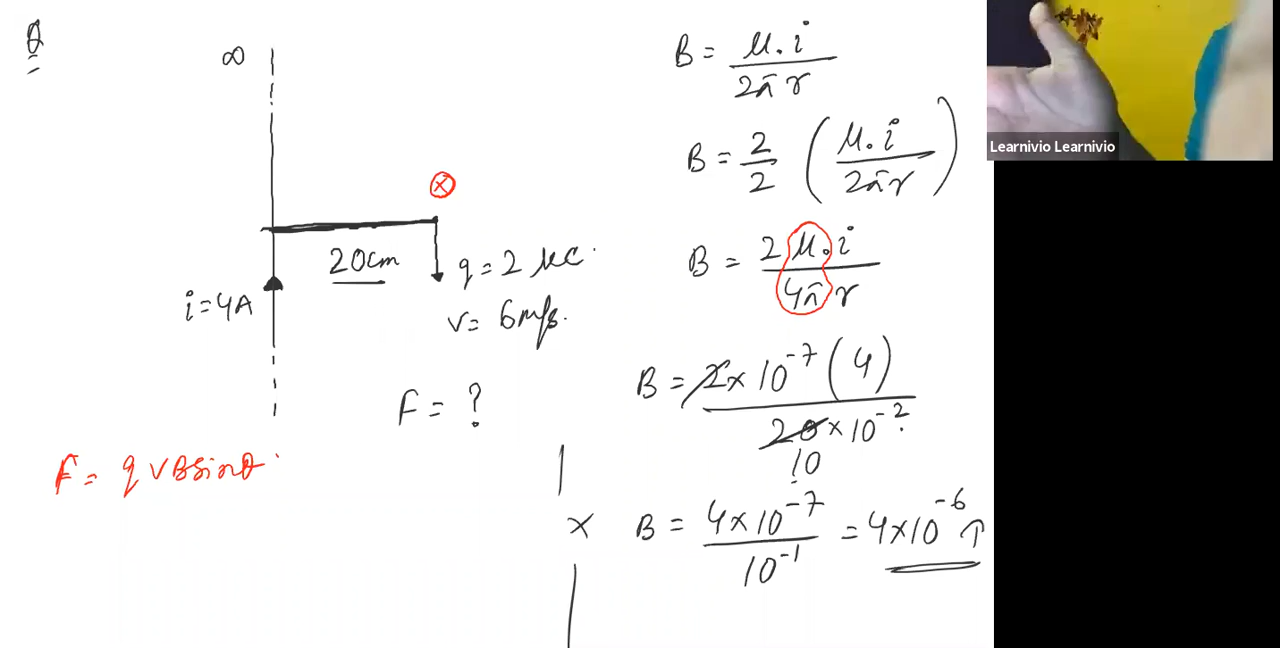 Q
∞
i=4A
20cm
q = 2 μC.
v = 6m/s.
F = ?
F = qvBsinθ.
B = μ₀i / 2πr
B = 2/2 (μ₀i / 2πr)
B = 2μ₀i / 4πr
B = 2×10⁻⁷(4) / 20×10⁻²
10
× B = 4×10⁻⁷ / 10⁻¹ = 4×10⁻⁶ T
Learnivio Learnivio